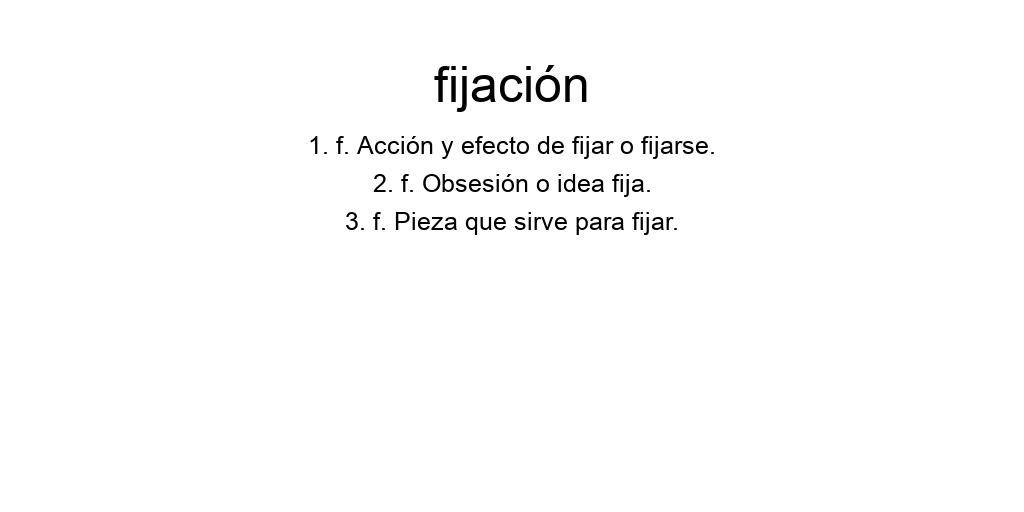 fijación
1. f. Acción y efecto de fijar o fijarse.
2. f. Obsesión o idea fija.
3. f. Pieza que sirve para fijar.